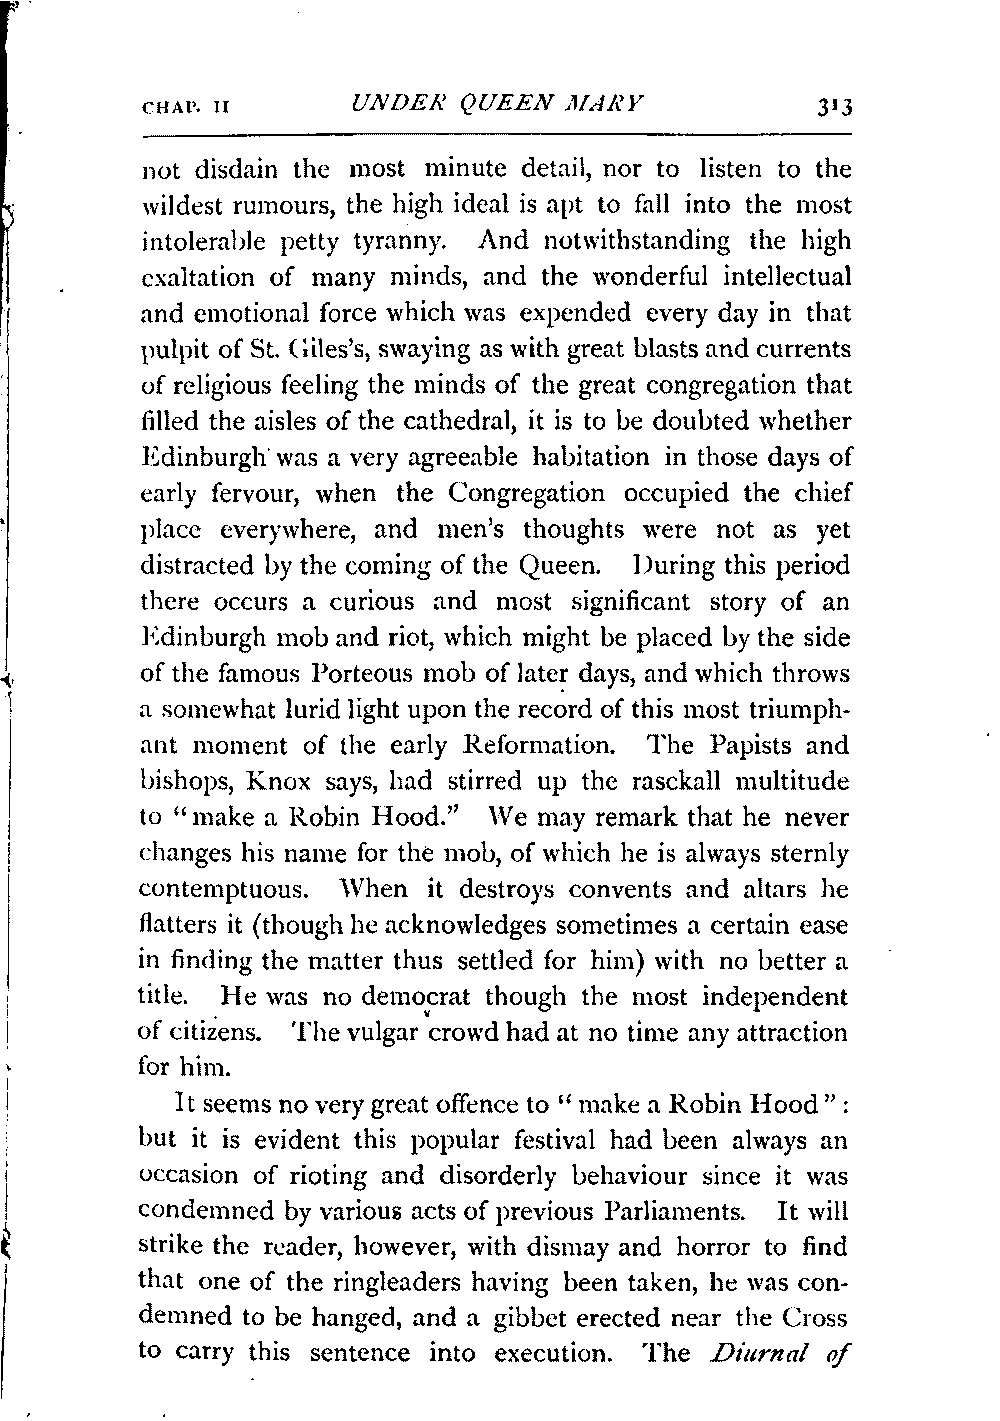 CHAP. II UNDER QUEEN MARY 313
not disdain the most minute detail, nor to listen to the
wildest rumours, the high ideal is apt to fall into the most
intolerable petty tyranny. And notwithstanding the high
exaltation of many minds, and the wonderful intellectual
and emotional force which was expended every day in that
pulpit of St. Giles's, swaying as with great blasts and currents
of religious feeling the minds of the great congregation that
filled the aisles of the cathedral, it is to be doubted whether
Edinburgh was a very agreeable habitation in those days of
early fervour, when the Congregation occupied the chief
place everywhere, and men's thoughts were not as yet
distracted by the coming of the Queen. During this period
there occurs a curious and most significant story of an
Edinburgh mob and riot, which might be placed by the side
of the famous Porteous mob of later days, and which throws
a somewhat lurid light upon the record of this most triumph-
ant moment of the early Reformation. The Papists and
bishops, Knox says, had stirred up the rasckall multitude
to "make a Robin Hood." We may remark that he never
changes his name for the mob, of which he is always sternly
contemptuous. When it destroys convents and altars he
flatters it (though he acknowledges sometimes a certain ease
in finding the matter thus settled for him) with no better a
title. He was no democrat though the most independent
of citizens. The vulgar crowd had at no time any attraction
for him.
It seems no very great offence to "make a Robin Hood":
but it is evident this popular festival had been always an
occasion of rioting and disorderly behaviour since it was
condemned by various acts of previous Parliaments. It will
strike the reader, however, with dismay and horror to find
that one of the ringleaders having been taken, he was con-
demned to be hanged, and a gibbet erected near the Cross
to carry this sentence into execution. The Diurnal of